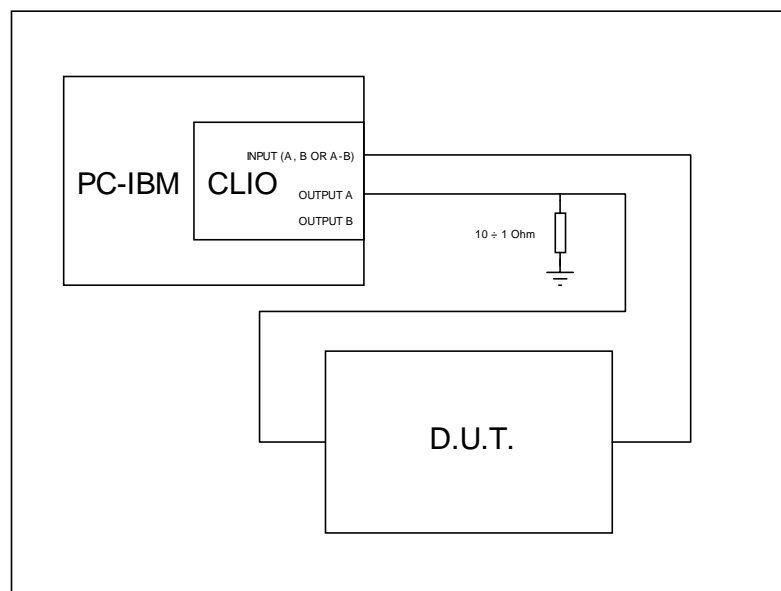 PC-IBM
CLIO
INPUT (A, B OR A-B)
OUTPUT A
OUTPUT B
10 ÷ 1 Ohm
D.U.T.